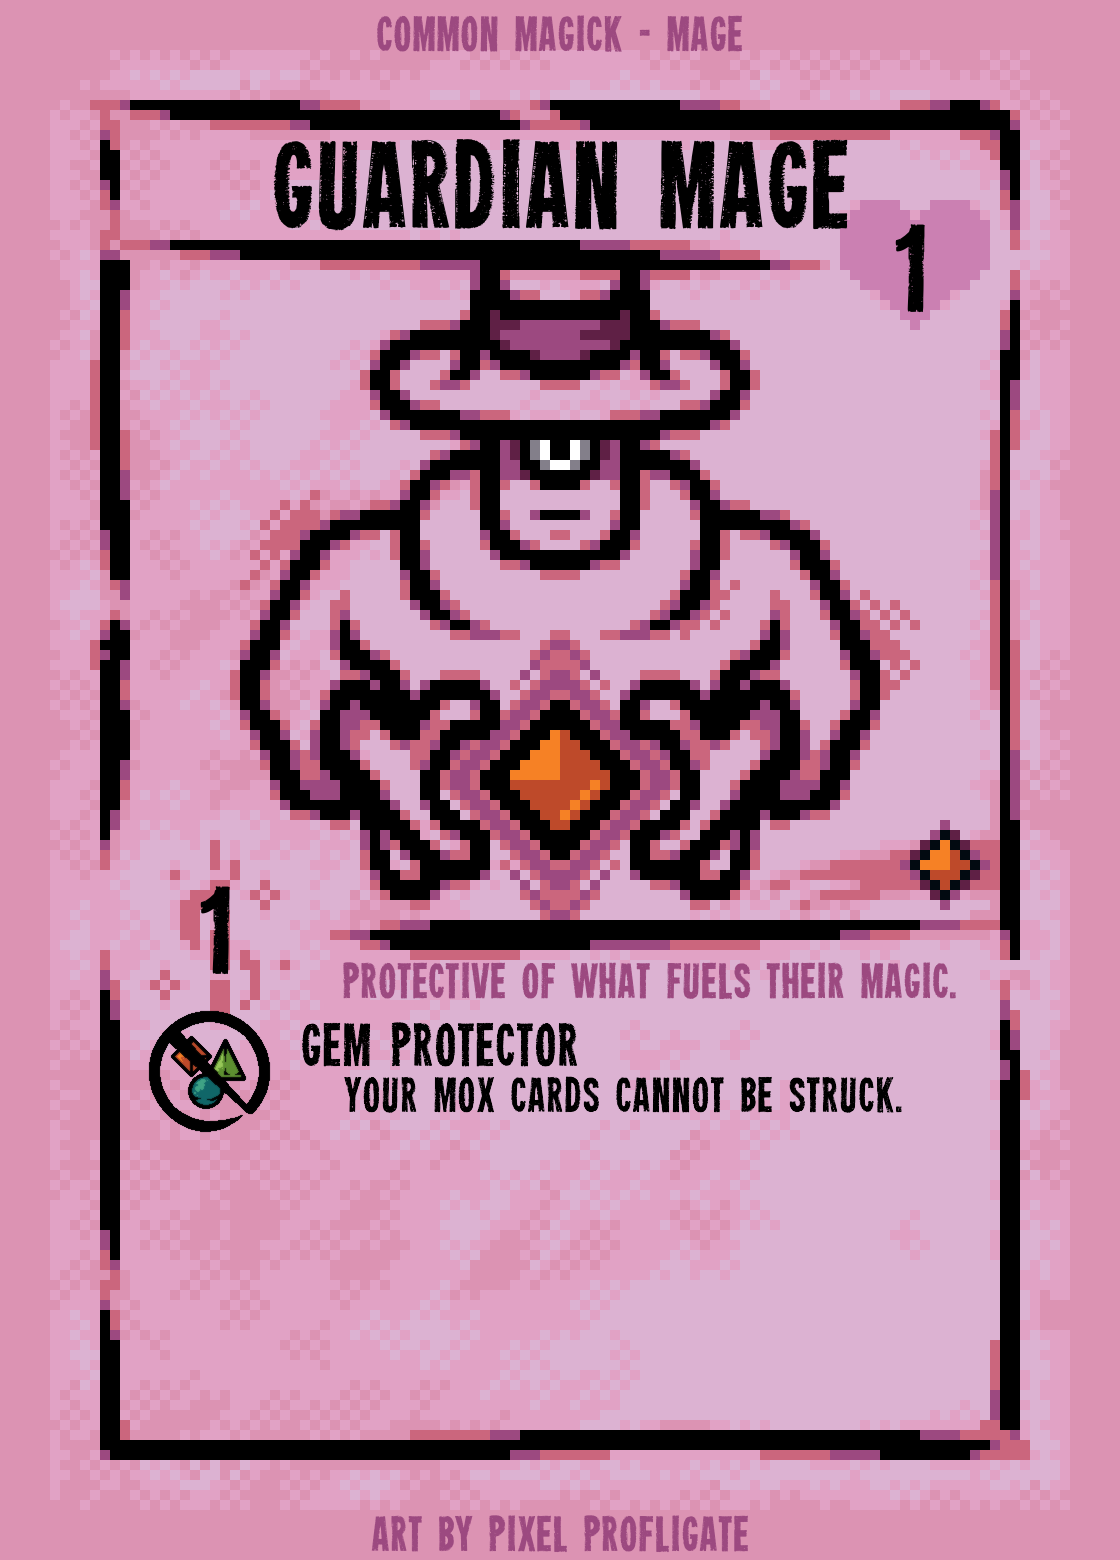 COMMON MAGICK - MAGE
GUARDIAN MAGE
1
1
PROTECTIVE OF WHAT FUELS THEIR MAGIC.
GEM PROTECTOR
YOUR MOX CARDS CANNOT BE STRUCK.
ART BY PIXEL PROFLIGATE